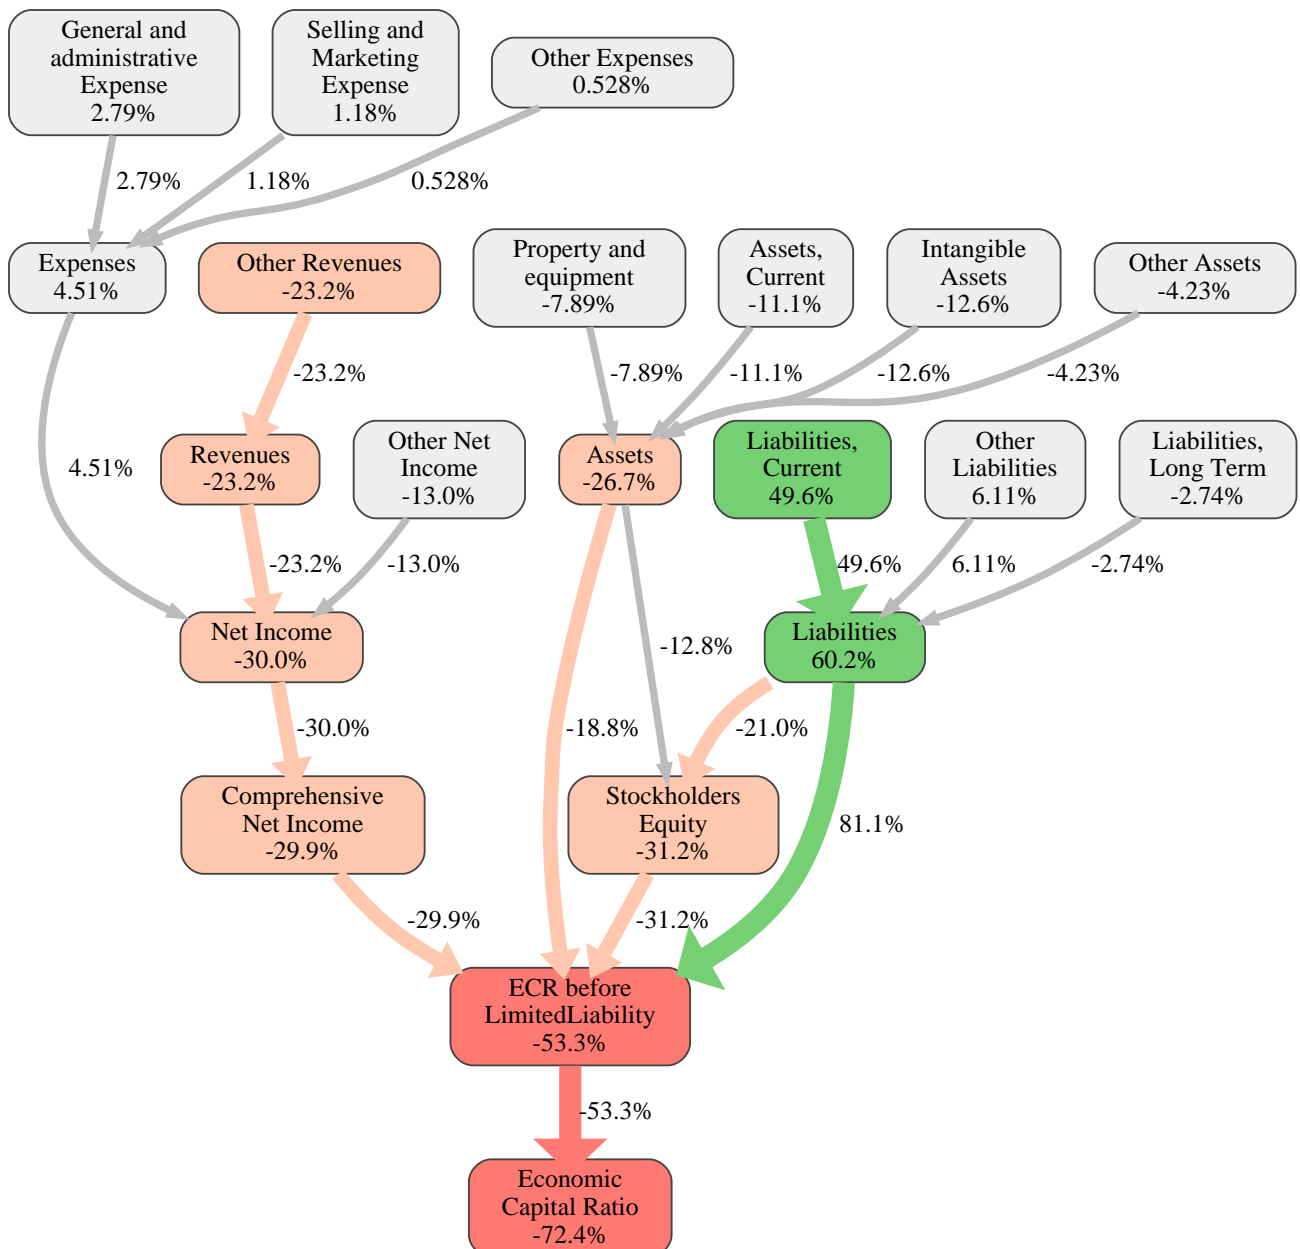 General and
administrative
Expense
2.79%
Selling and
Marketing
Expense
1.18%
Other Expenses
0.528%
2.79%
1.18%
0.528%
Expenses
4.51%
Other Revenues
-23.2%
Property and
equipment
-7.89%
Assets,
Current
-11.1%
Intangible
Assets
-12.6%
Other Assets
-4.23%
-23.2%
-7.89%
-11.1%
-12.6%
-4.23%
4.51%
Revenues
-23.2%
Other Net
Income
-13.0%
Assets
-26.7%
Liabilities,
Current
49.6%
Other
Liabilities
6.11%
Liabilities,
Long Term
-2.74%
-23.2%
-13.0%
49.6%
6.11%
-2.74%
Net Income
-30.0%
-12.8%
Liabilities
60.2%
-30.0%
-18.8%
-21.0%
Comprehensive
Net Income
-29.9%
Stockholders
Equity
-31.2%
81.1%
-29.9%
-31.2%
ECR before
LimitedLiability
-53.3%
-53.3%
Economic
Capital Ratio
-72.4%